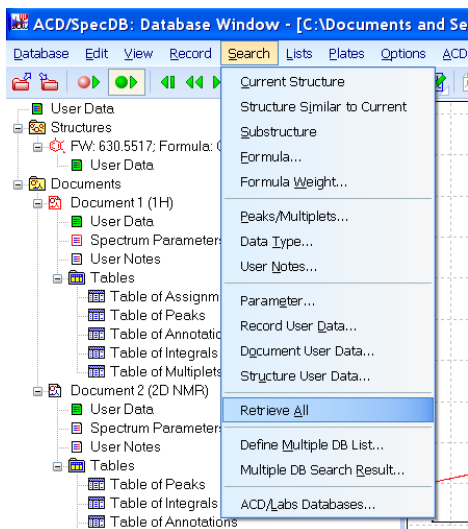 ACD/SpecDB: Database Window - [C:\Documents and Se
Database Edit View Record Search Lists Plates Options ACD
User Data
Structures
FW: 630.5517; Formula:
User Data
Documents
Document 1 (1H)
User Data
Spectrum Parameters
User Notes
Tables
Table of Assignm
Table of Peaks
Table of Annotatio
Table of Integrals
Table of Multiplets
Document 2 (2D NMR)
User Data
Spectrum Parameters
User Notes
Tables
Table of Peaks
Table of Integrals
Table of Annotations
Current Structure
Structure Similar to Current
Substructure
Formula...
Formula Weight...
Peaks/Multiplets...
Data Type...
User Notes...
Parameter...
Record User Data...
Document User Data...
Structure User Data...
Retrieve All
Define Multiple DB List...
Multiple DB Search Result...
ACD/Labs Databases...